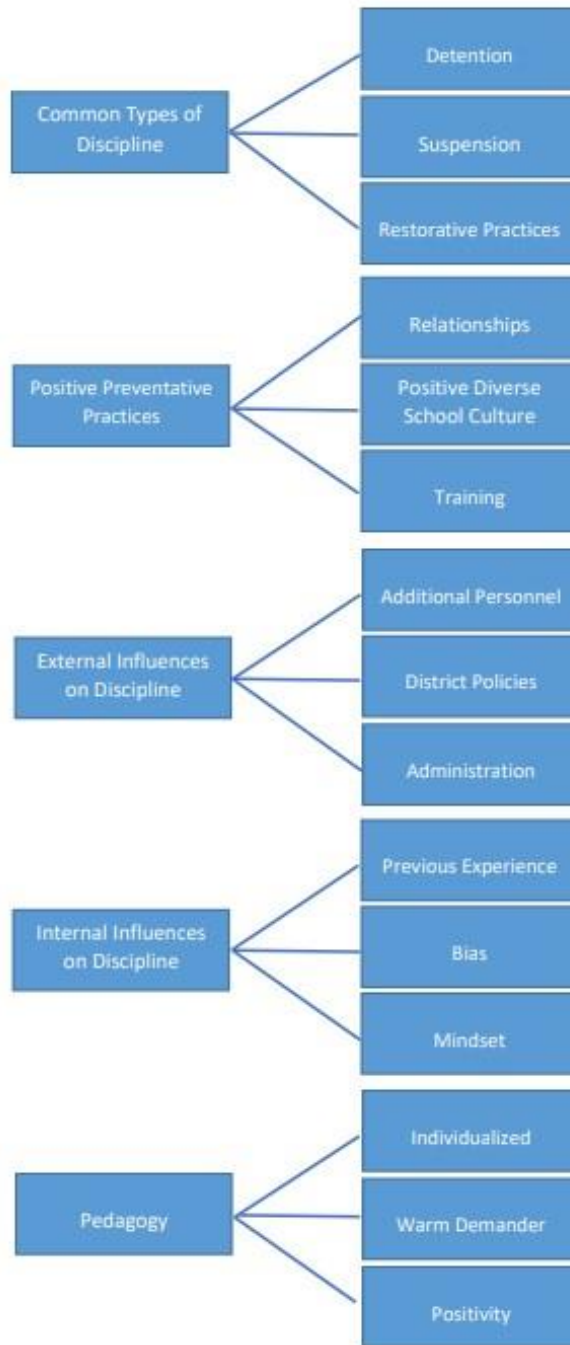 Common Types of
Discipline
Detention
Suspension
Restorative Practices
Positive Preventative
Practices
Relationships
Positive Diverse
School Culture
Training
External Influences
on Discipline
Additional Personnel
District Policies
Administration
Internal Influences
on Discipline
Previous Experience
Bias
Mindset
Pedagogy
Individualized
Warm Demander
Positivity